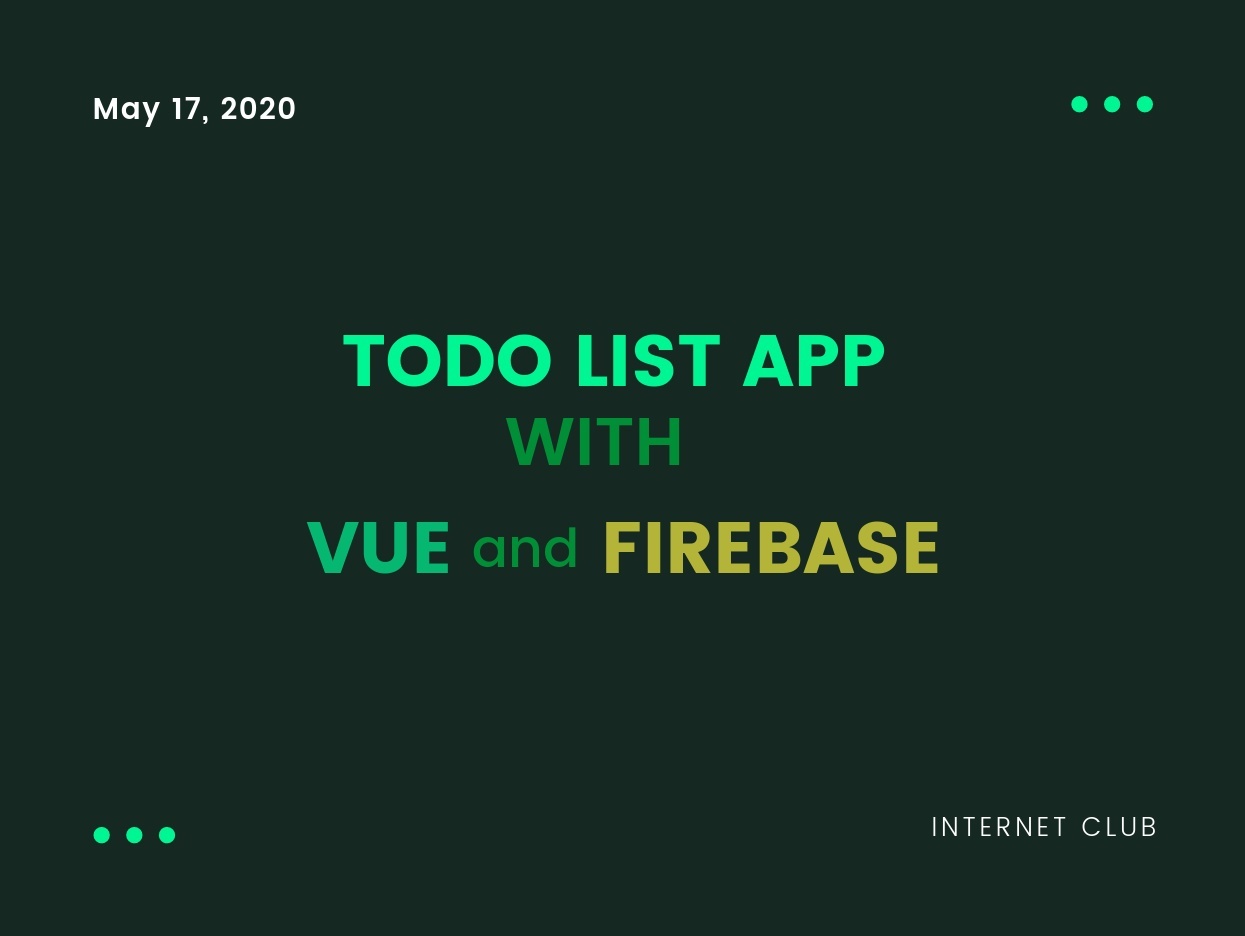 May 17, 2020
TODO LIST APP
WITH
VUE and FIREBASE
INTERNET CLUB